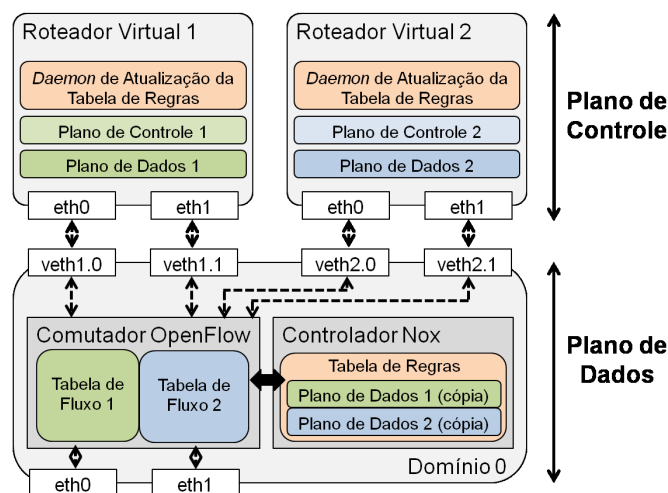 Roteador Virtual 1
Daemon de Atualização da
Tabela de Regras
Plano de Controle 1
Plano de Dados 1
eth0
eth1
Roteador Virtual 2
Daemon de Atualização da
Tabela de Regras
Plano de Controle 2
Plano de Dados 2
eth0
eth1
Plano de
Controle
veth1.0
veth1.1
veth2.0
veth2.1
Comutador OpenFlow
Tabela de
Fluxo 1
Tabela de
Fluxo 2
Controlador Nox
Tabela de Regras
Plano de Dados 1 (cópia)
Plano de Dados 2 (cópia)
Plano de
Dados
eth0
eth1
Domínio 0